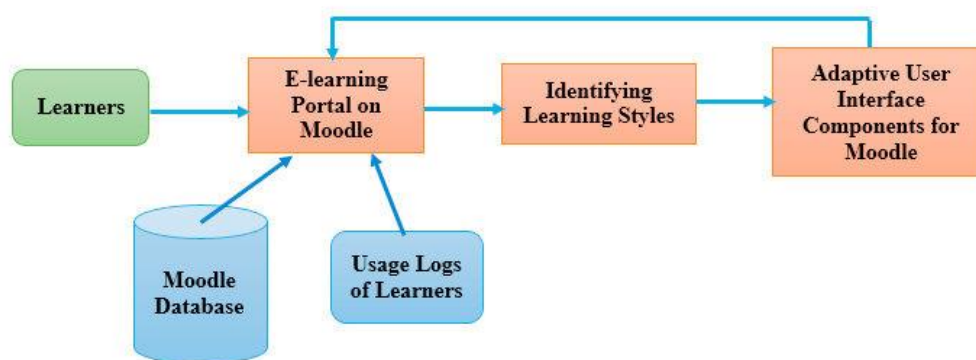 Learners
E-learning
Portal on
Moodle
Identifying
Learning Styles
Adaptive User
Interface
Components for
Moodle
Moodle
Database
Usage Logs
of Learners